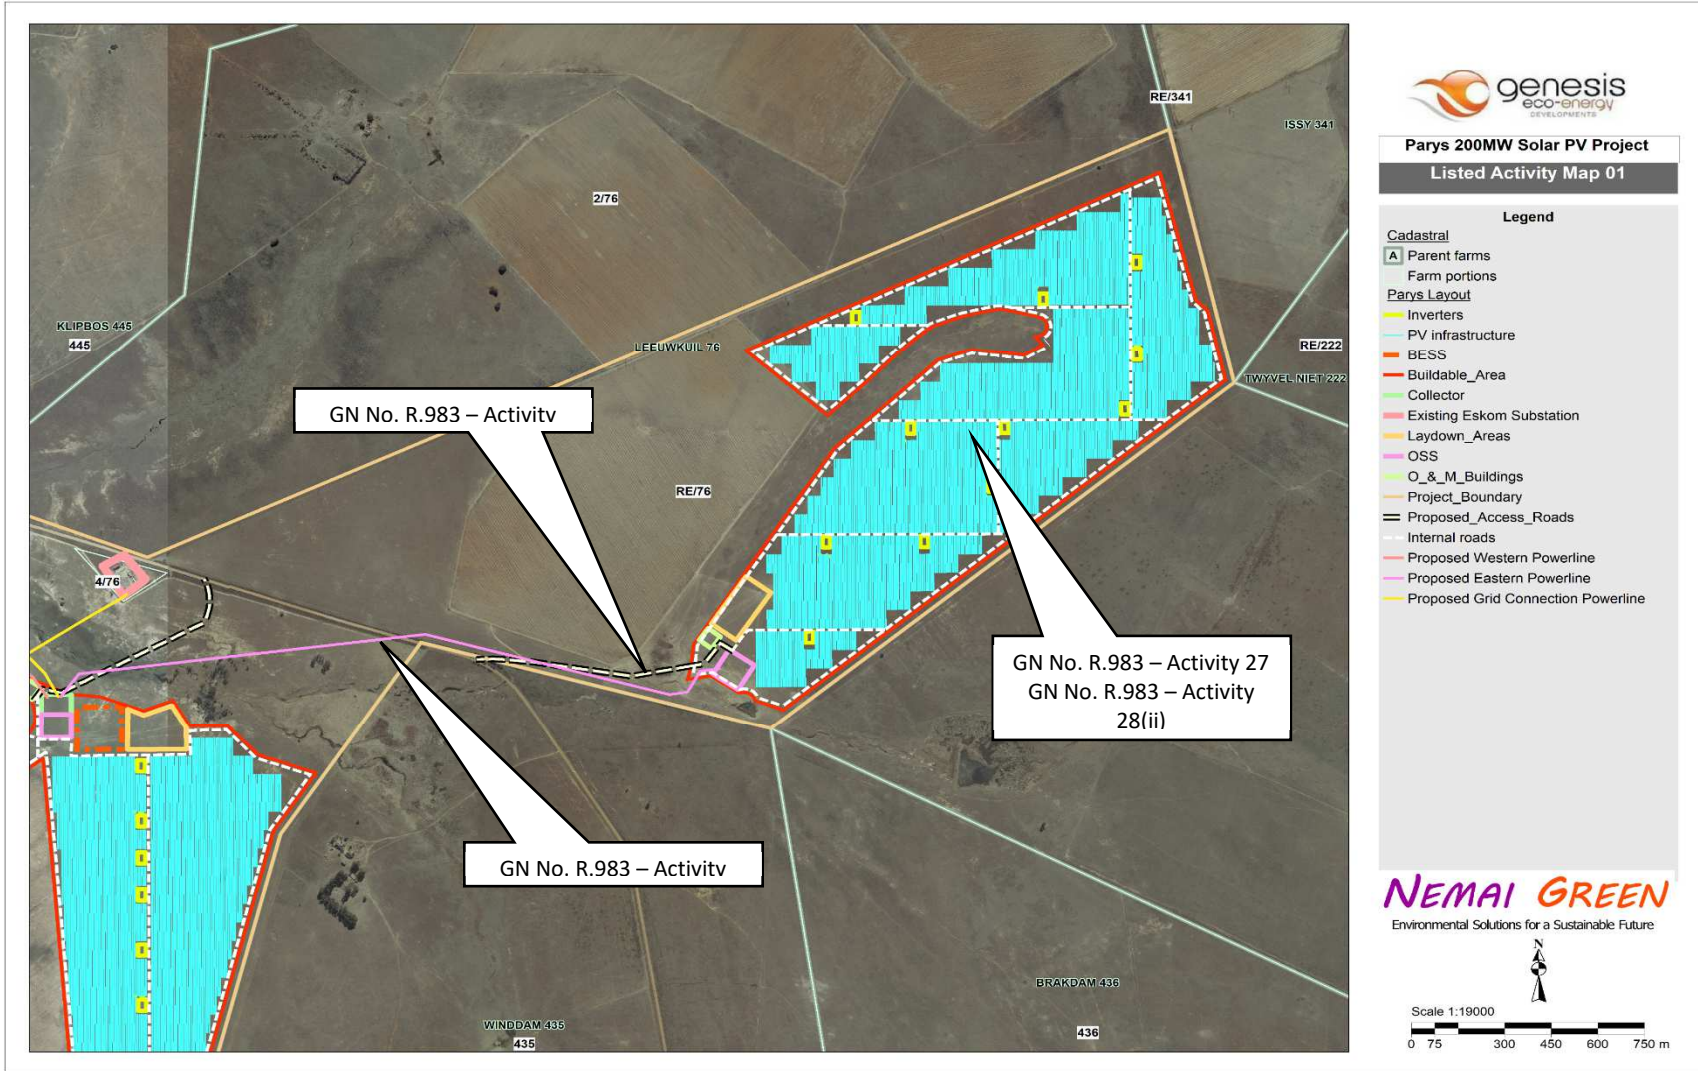 RE/341
ISSY 341
2/76
KLIPBOS 445
445
LEEUWKUIL 76
RE/222
TWYVEL NIET 222
GN No. R.983 – Activity
RE/76
4/76
GN No. R.983 – Activity 27
GN No. R.983 – Activity
28(ii)
GN No. R.983 – Activity
BRAKDAM 436
436
WINDDAM 435
435
genesis
eco-energy
DEVELOPMENTS
Parys 200MW Solar PV Project
Listed Activity Map 01
Legend
Cadastral
A Parent farms
Farm portions
Parys Layout
Inverters
PV infrastructure
BESS
Buildable_Area
Collector
Existing Eskom Substation
Laydown_Areas
OSS
O_&_M_Buildings
Project_Boundary
Proposed_Access_Roads
Internal roads
Proposed Western Powerline
Proposed Eastern Powerline
Proposed Grid Connection Powerline
NEMAI GREEN
Environmental Solutions for a Sustainable Future
N
Scale 1:19000
0 75 300 450 600 750 m